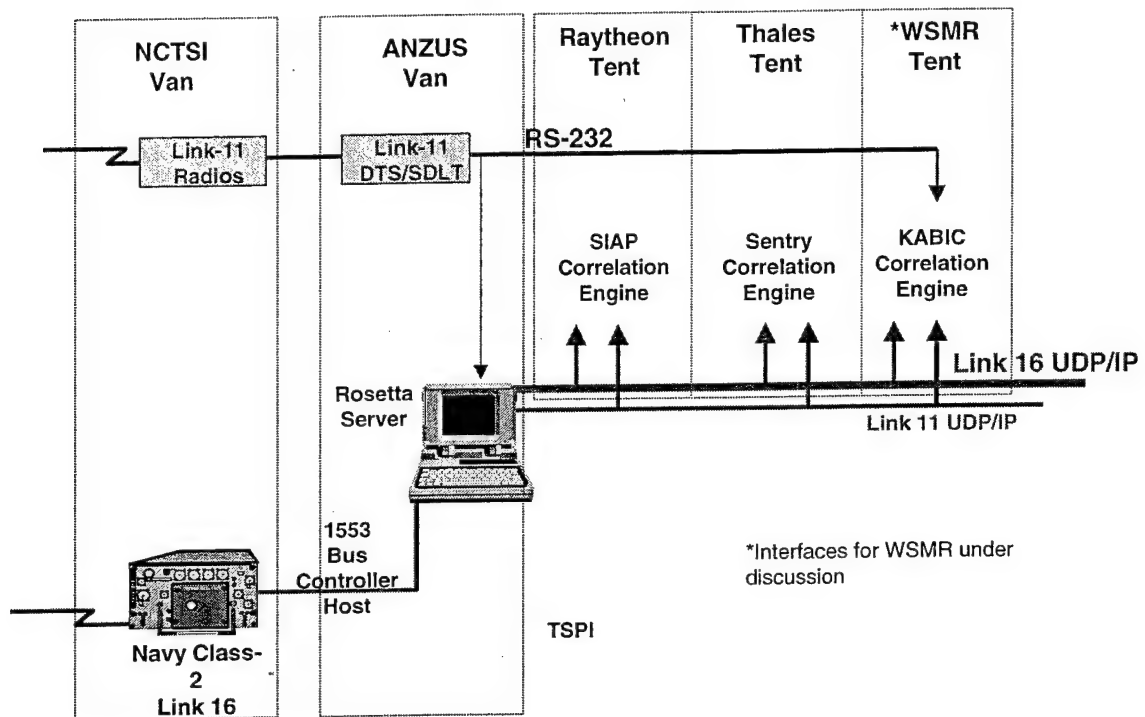 NCTSI
Van
ANZUS
Van
Raytheon
Tent
Thales
Tent
*WSMR
Tent
Link-11
Radios
Link-11
DTS/SDLT
RS-232
SIAP
Correlation
Engine
Sentry
Correlation
Engine
KABIC
Correlation
Engine
Link 16 UDP/IP
Link 11 UDP/IP
Rosetta
Server
1553
Bus
Controller
Host
*Interfaces for WSMR under
discussion
TSPI
Navy Class-
2
Link 16